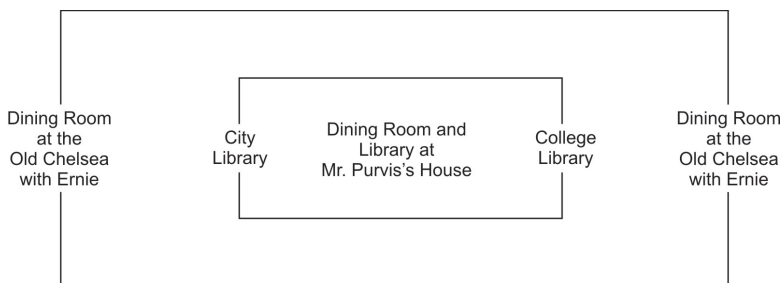 Dining Room
at the
Old Chelsea
with Ernie
City
Library
Dining Room and
Library at
Mr. Purvis's House
College
Library
Dining Room
at the
Old Chelsea
with Ernie